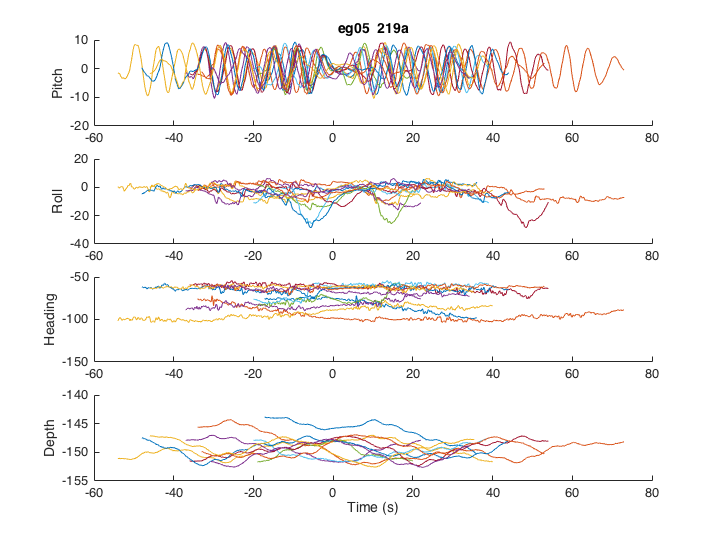 eg05 219a
10
0
-10
-20
Pitch
-60 -40 -20 0 20 40 60 80
20
0
-20
-40
Roll
-60 -40 -20 0 20 40 60 80
-50
-100
-150
Heading
-60 -40 -20 0 20 40 60 80
-140
-145
-150
-155
Depth
-60 -40 -20 0 20 40 60 80
Time (s)